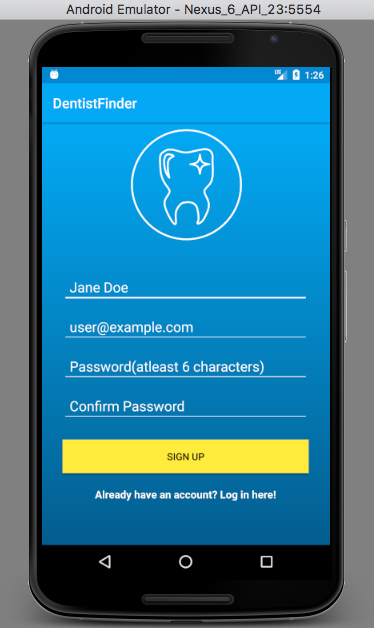 Android Emulator - Nexus_6_API_23:5554
LTE 1:26
DentistFinder
Jane Doe
user@example.com
Password(atleast 6 characters)
Confirm Password
SIGN UP
Already have an account? Log in here!